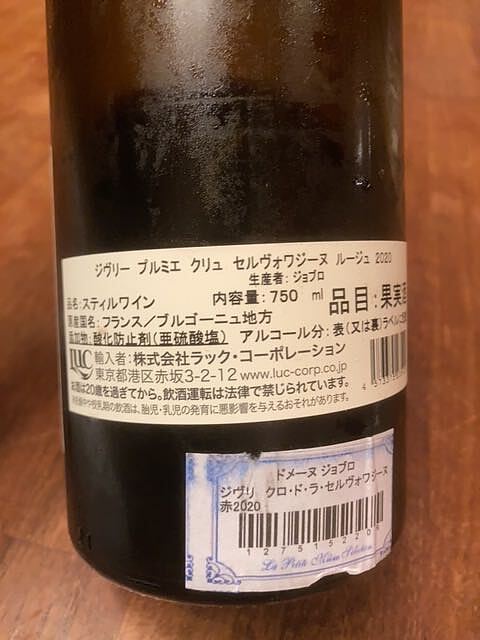 ジヴリー プルミエ クリュ セルヴォワジーヌ ルージュ 2020
生産者: ジョブロ
品名: スティルワイン 内容量: 750 ml 品目: 果実酒
原産国名: フランス/ブルゴーニュ地方
添加物: 酸化防止剤(亜硫酸塩) アルコール分: 表(又は裏)ラベルに
LUC 輸入者: 株式会社ラック・コーポレーション
東京都港区赤坂3-2-12 www.luc-corp.co.jp
お酒は20歳を過ぎてから。飲酒運転は法律で禁じられています。
妊娠中や授乳期の飲酒は、胎児・乳児の発育に悪影響を与えるおそれがあります。
ドメーヌ ジョブロ
ジヴリ クロ・ド・ラ・セルヴォワジーヌ
赤2020
La Petite